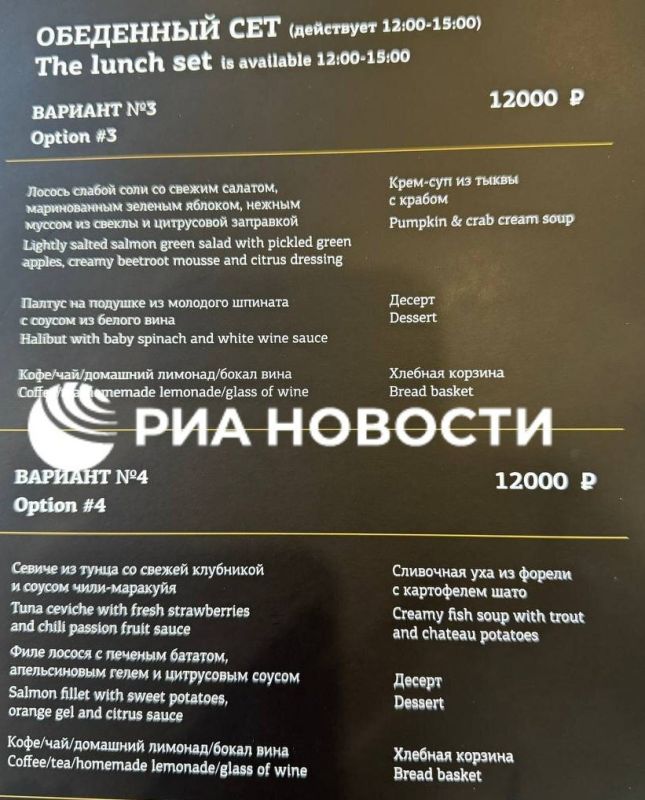 ОБЕДЕННЫЙ СЕТ (действует 12:00-15:00)
The lunch set is available 12:00-15:00
ВАРИАНТ №3
12000 ₽
Option #3
Лосось слабой соли со свежим салатом,
маринованным зеленым яблоком, нежным
муссом из свеклы и цитрусовой заправкой
Lightly salted salmon green salad with pickled green
apples, creamy beetroot mousse and citrus dressing
Крем-суп из тыквы
с крабом
Pumpkin & crab cream soup
Палтус на подушке из молодого шпината
с соусом из белого вина
Halibut with baby spinach and white wine sauce
Десерт
Dessert
Кофе/чай/домашний лимонад/бокал вина
Coffee/tea/homemade lemonade/glass of wine
Хлебная корзина
Bread basket
РИА НОВОСТИ
ВАРИАНТ №4
12000 ₽
Option #4
Севиче из тунца со свежей клубникой
и соусом чили-маракуйя
Tuna ceviche with fresh strawberries
and chili passion fruit sauce
Сливочная уха из форели
с картофелем шато
Creamy fish soup with trout
and chateau potatoes
Филе лосося с печеным бататом,
апельсиновым гелем и цитрусовым соусом
Salmon fillet with sweet potatoes,
orange gel and citrus sauce
Десерт
Dessert
Кофе/чай/домашний лимонад/бокал вина
Coffee/tea/homemade lemonade/glass of wine
Хлебная корзина
Bread basket